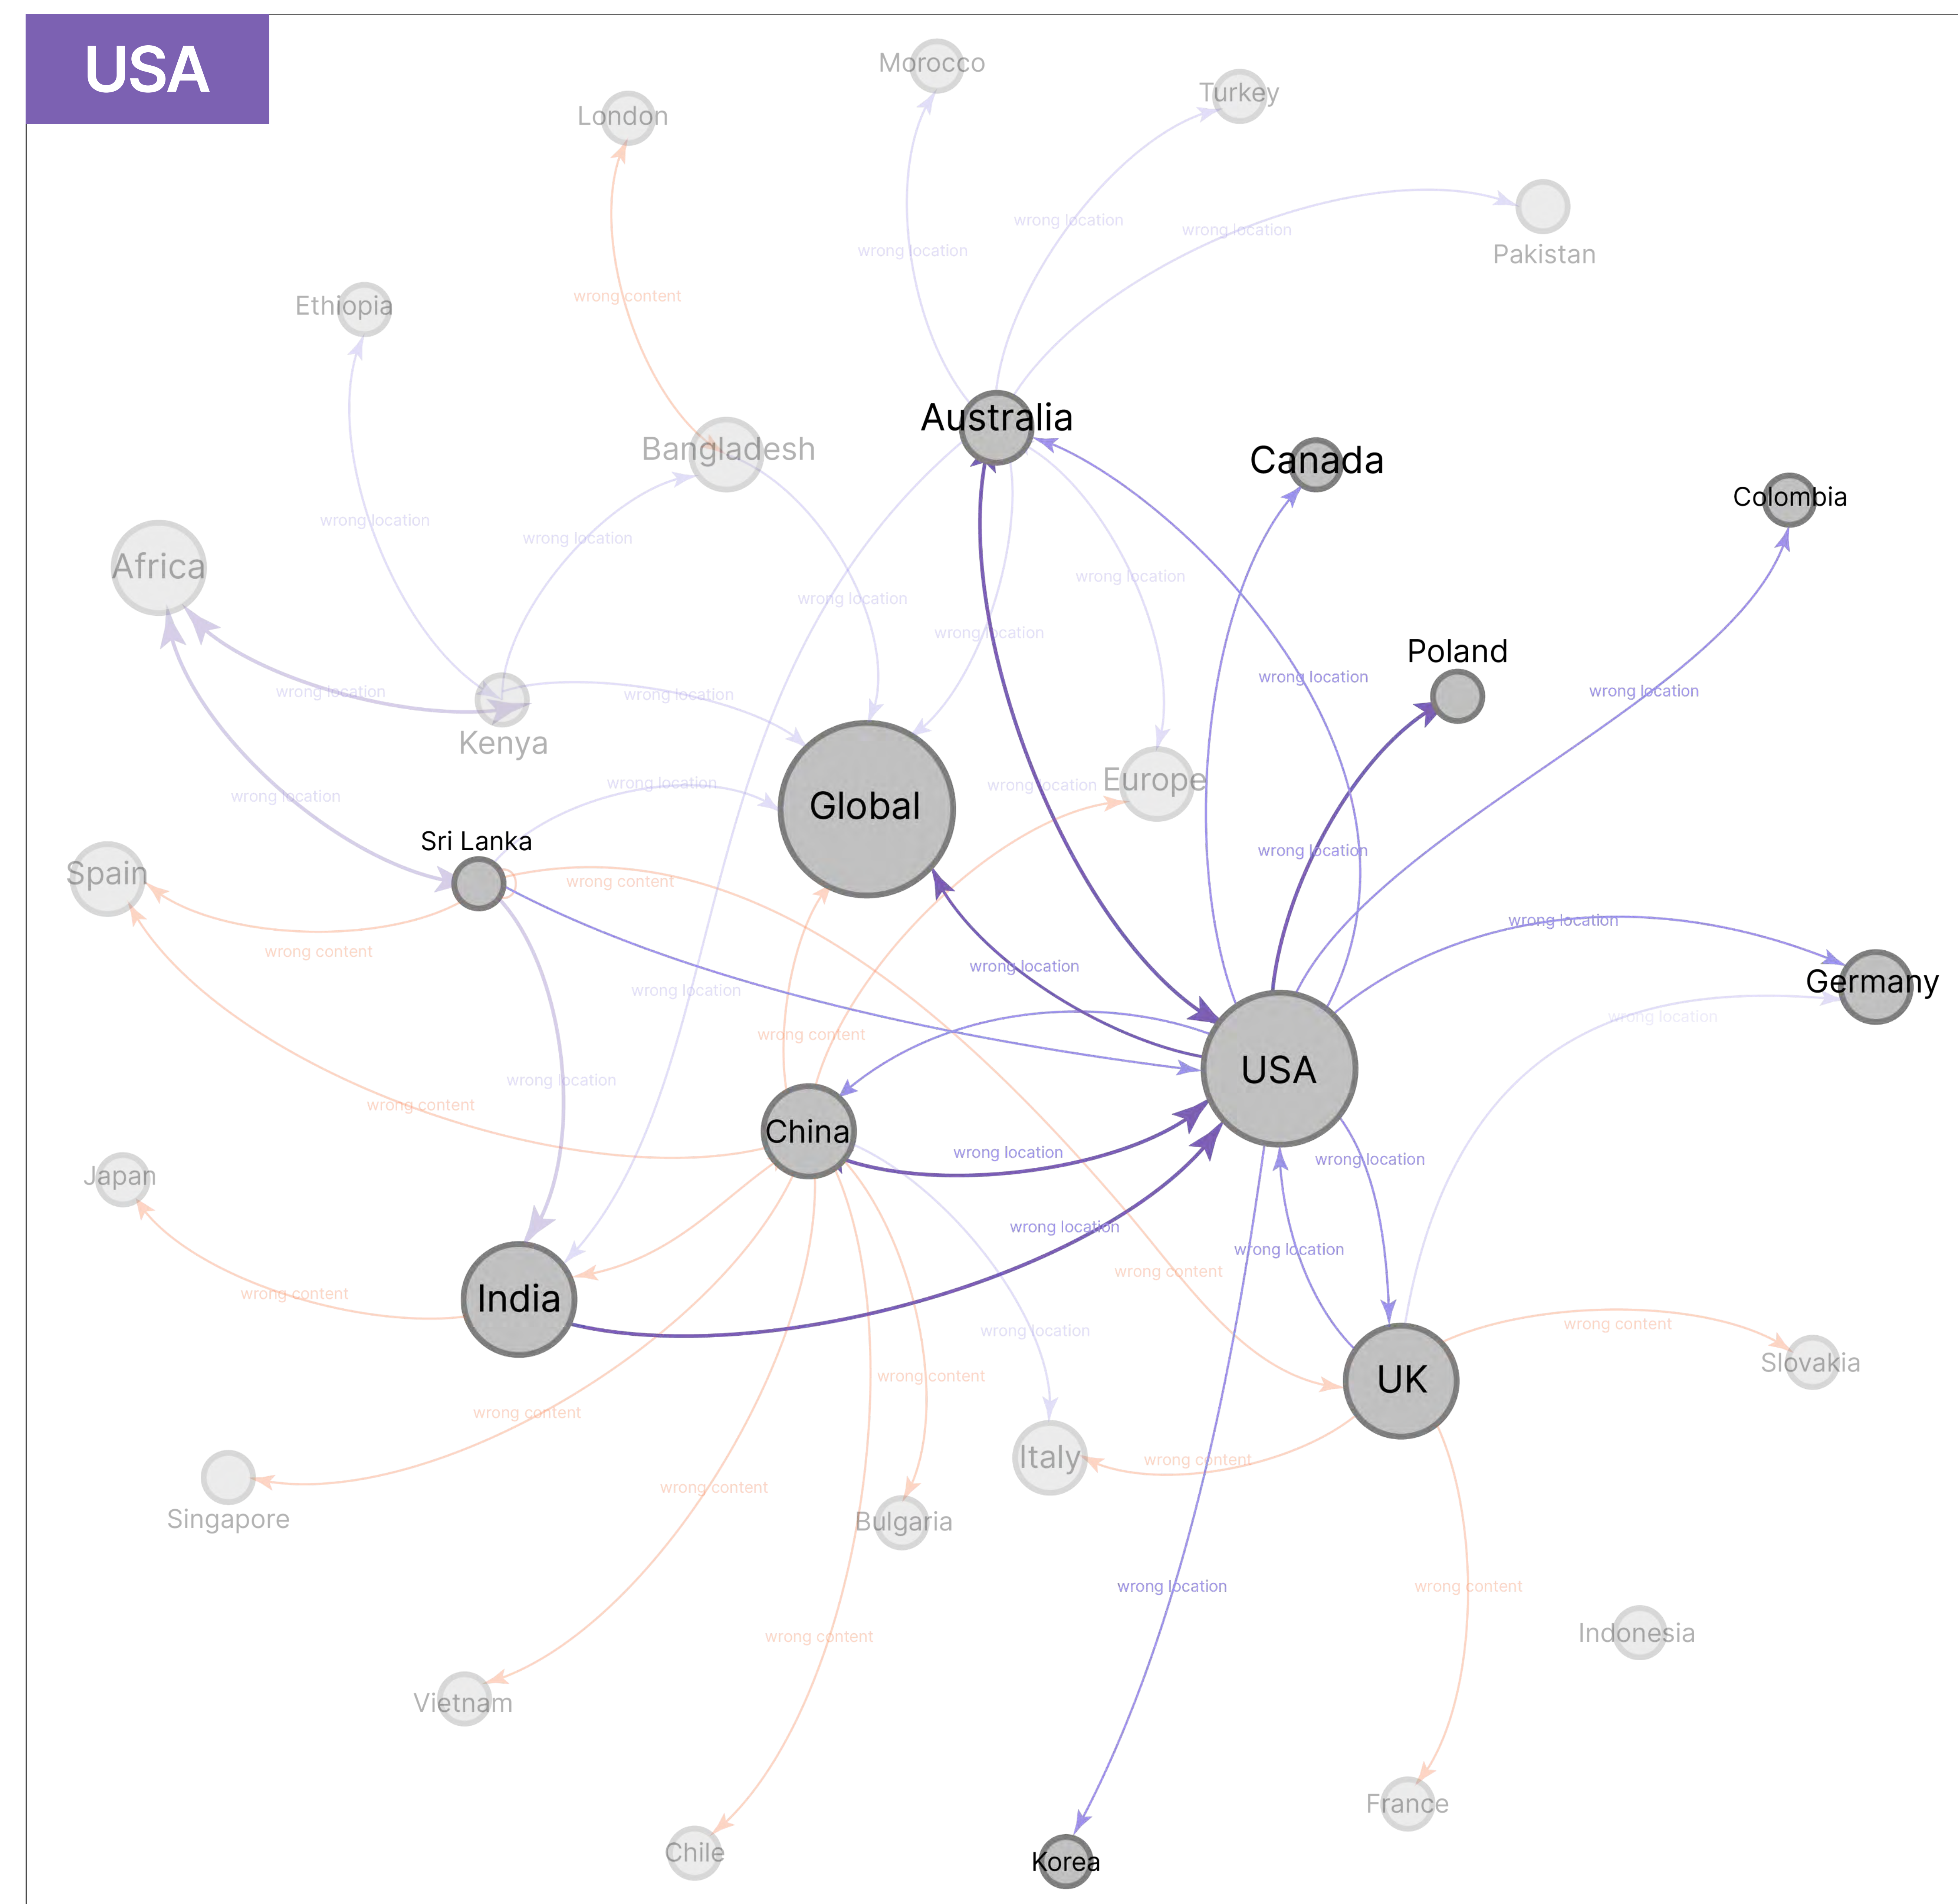 USA
Morocco
Turkey
London
wrong location
wrong location
wrong location
Pakistan
wrong content
Ethiopia
Australia
Bangladesh
Canada
Colombia
wrong location
wrong location
Africa
wrong location
wrong location
wrong location
Poland
wrong location
wrong location
wrong location
wrong location
Kenya
Europe
wrong location
wrong location
wrong location
Global
Sri Lanka
wrong location
Spain
wrong content
wrong location
wrong content
wrong location
Germany
wrong location
wrong location
wrong content
USA
wrong location
wrong content
China
wrong location
wrong location
Japan
wrong location
wrong location
wrong content
wrong content
India
wrong location
wrong content
Slovakia
wrong content
UK
wrong content
Italy
wrong content
wrong content
Singapore
Bulgaria
wrong location
wrong content
Indonesia
wrong content
Vietnam
France
Chile
Korea